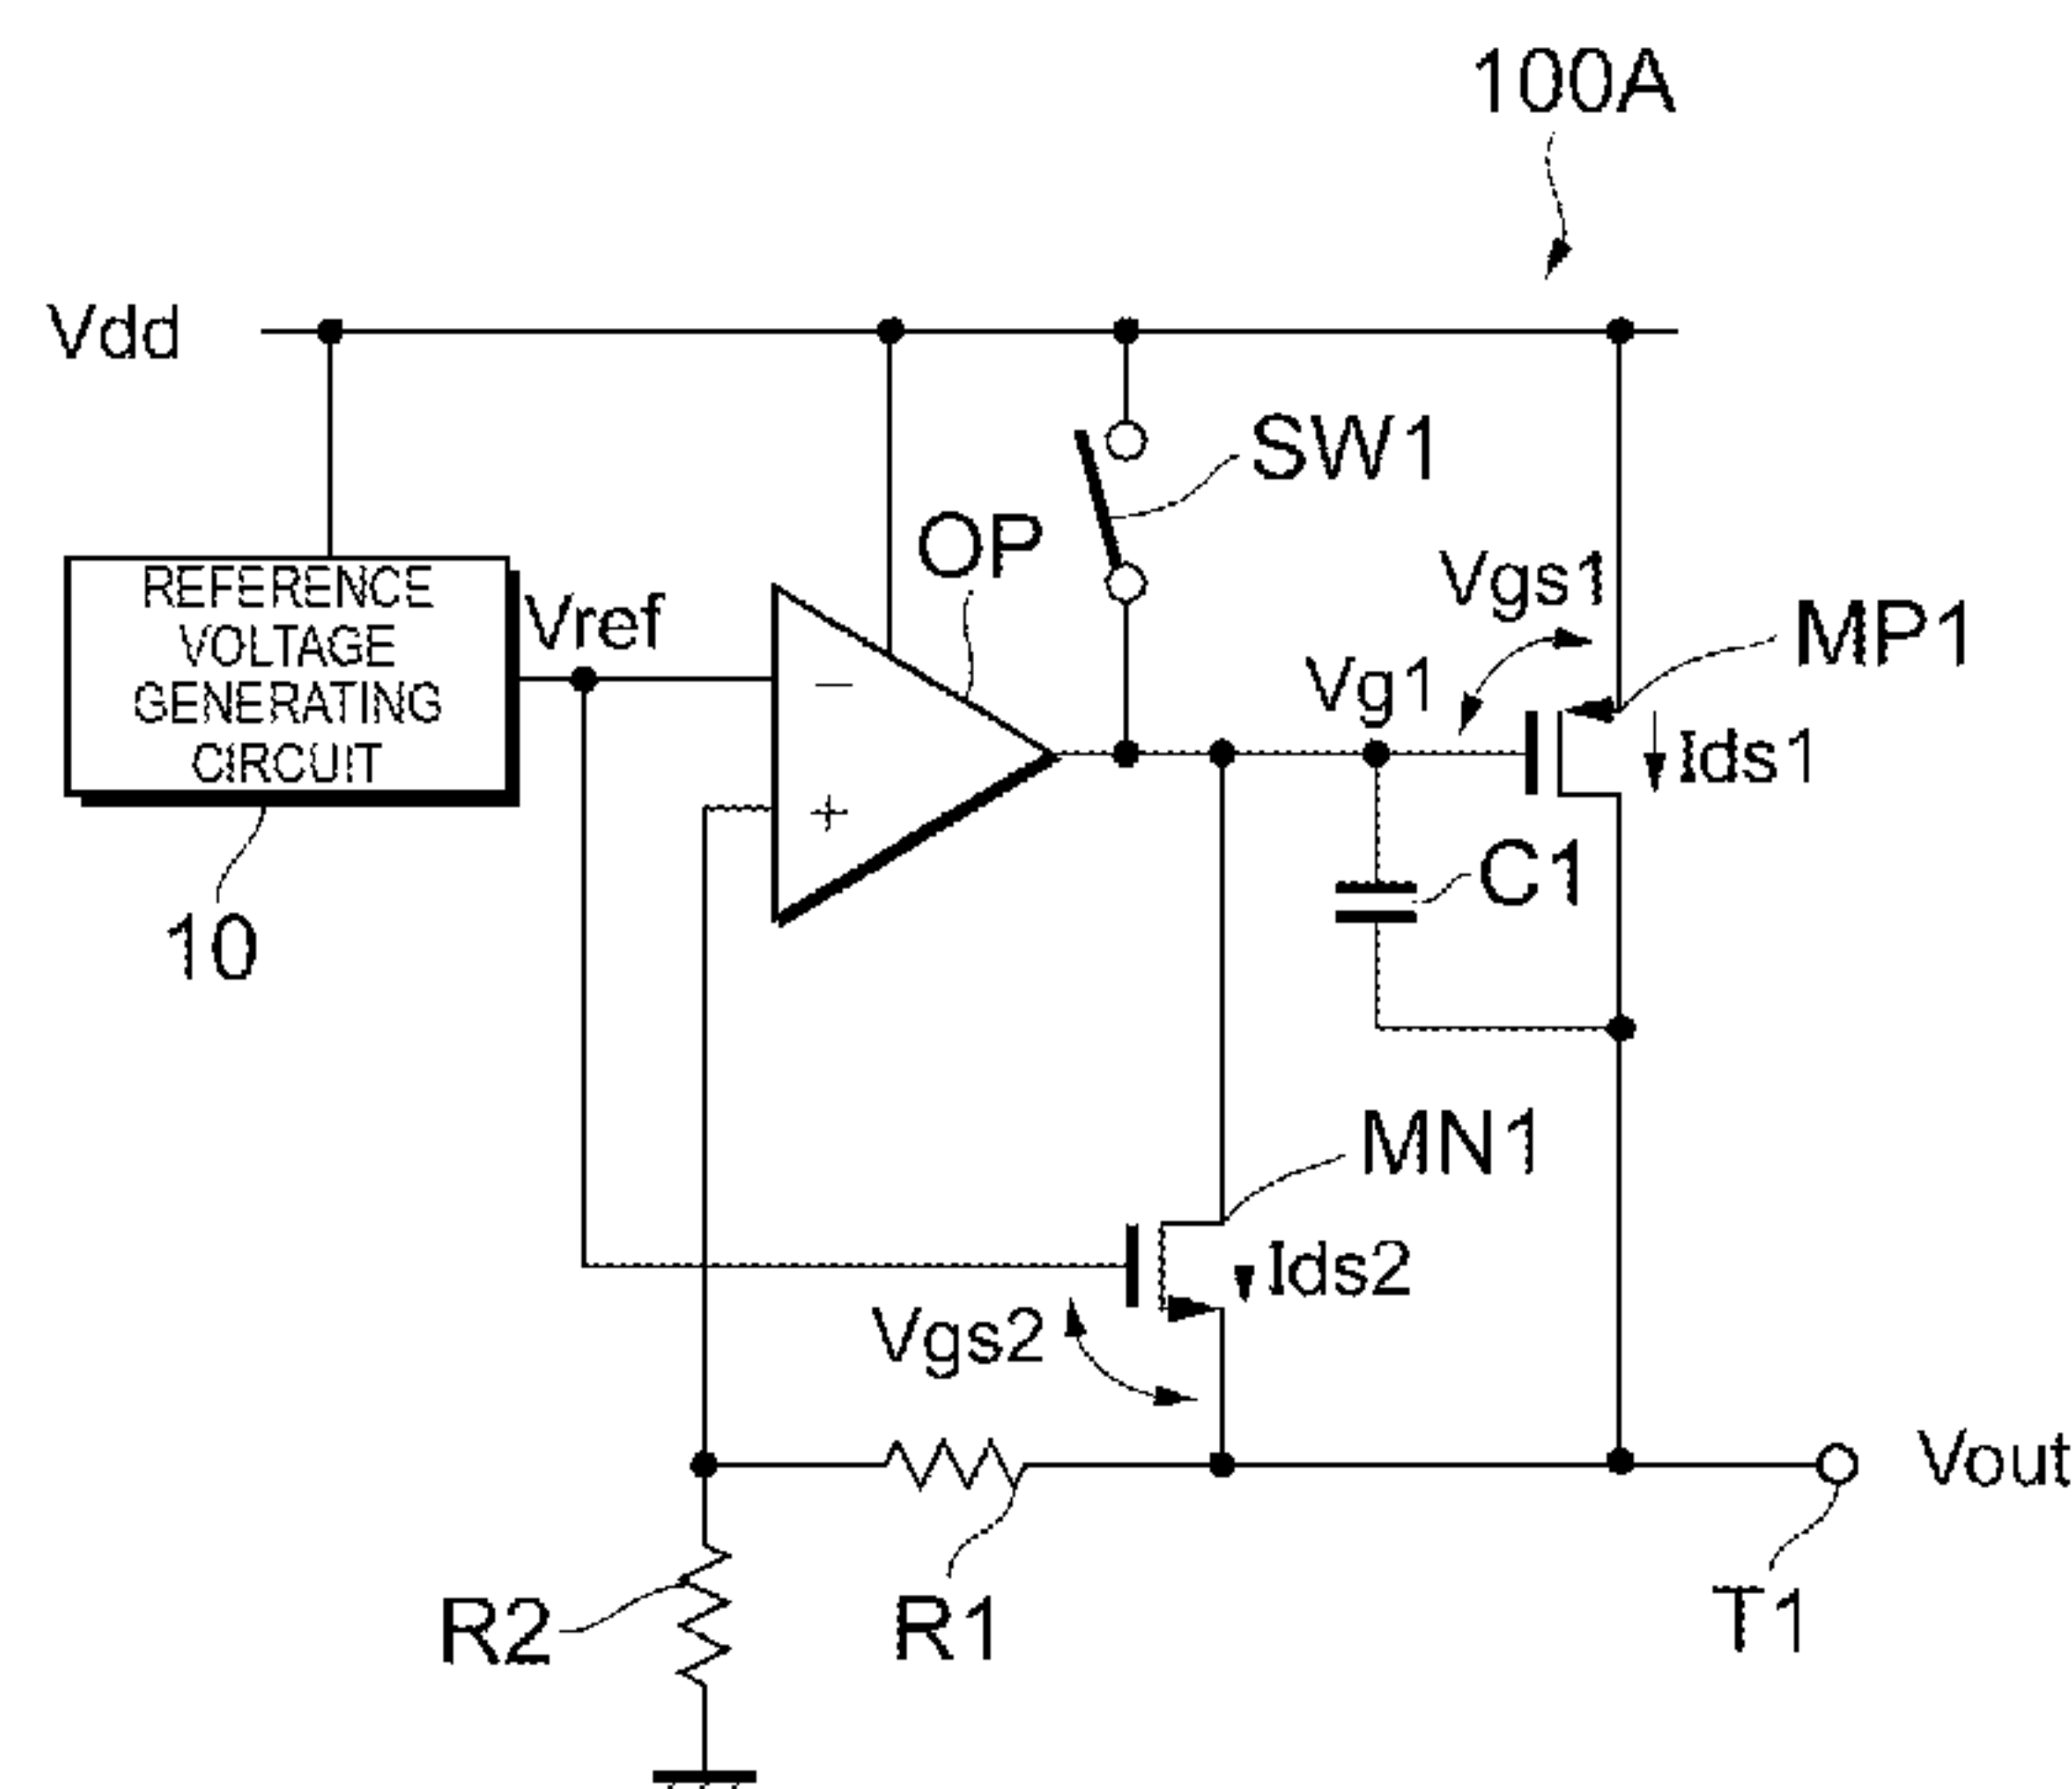 100A
Vdd
SW1
OP
Vgs1
REFERENCE
VOLTAGE
GENERATING
CIRCUIT
Vref
MP1
Vg1
Ids1
−
+
C1
10
MN1
Ids2
Vgs2
Vout
R2
R1
T1